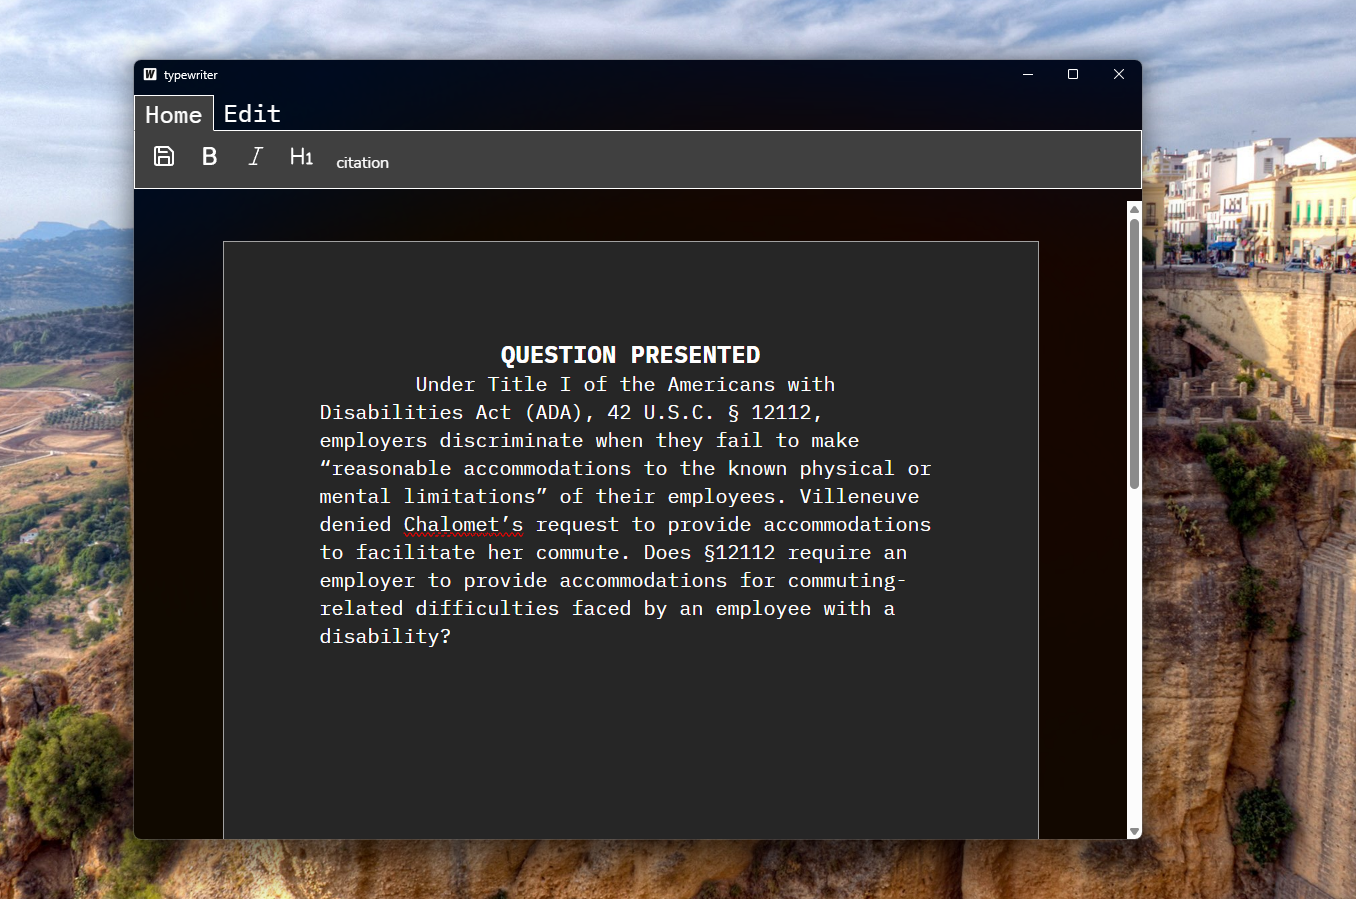 W typewriter
Home Edit
B I H1 citation
QUESTION PRESENTED
Under Title I of the Americans with
Disabilities Act (ADA), 42 U.S.C. § 12112,
employers discriminate when they fail to make
“reasonable accommodations to the known physical or
mental limitations” of their employees. Villeneuve
denied Chalomet’s request to provide accommodations
to facilitate her commute. Does §12112 require an
employer to provide accommodations for commuting-
related difficulties faced by an employee with a
disability?